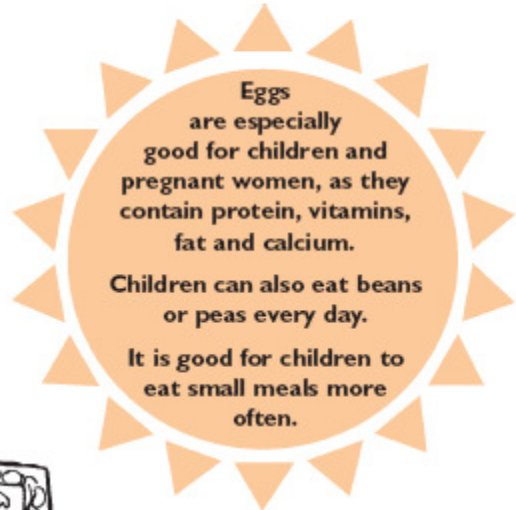 Eggs
are especially
good for children and
pregnant women, as they
contain protein, vitamins,
fat and calcium.
Children can also eat beans
or peas every day.
It is good for children to
eat small meals more
often.